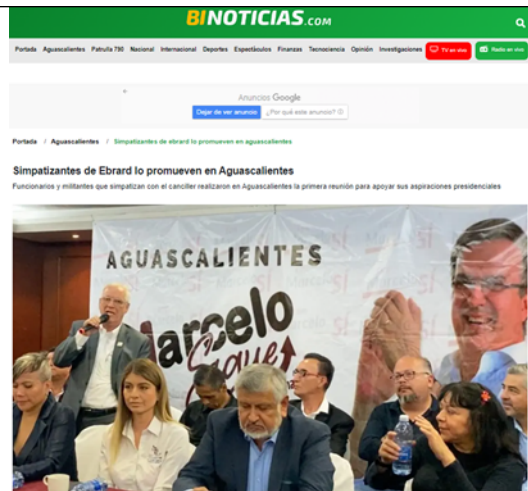 BINOTICIAS.COM
Portada Aguascalientes Patrulla 790 Nacional Internacional Deportes Espectáculos Finanzas Tecnociencia Opinión Investigaciones TV en vivo Radio en vivo
Anuncios Google
Dejar de ver anuncio ¿Por qué este anuncio?
Portada / Aguascalientes / Simpatizantes de ebrard lo promueven en aguascalientes
Simpatizantes de Ebrard lo promueven en Aguascalientes
Funcionarios y militantes que simpatizan con el canciller realizaron en Aguascalientes la primera reunión para apoyar sus aspiraciones presidenciales
AGUASCALIENTES
SÍ
Marcelo